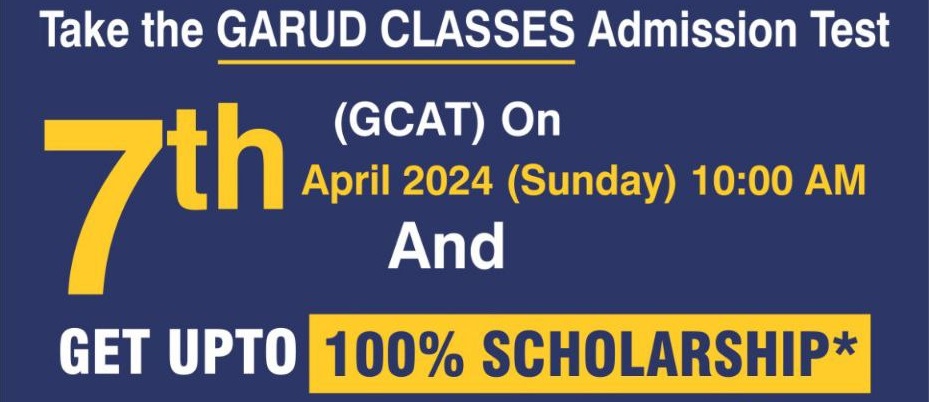 Take the GARUD CLASSES Admission Test
(GCAT) On
7th April 2024 (Sunday) 10:00 AM
And
GET UPTO 100% SCHOLARSHIP*